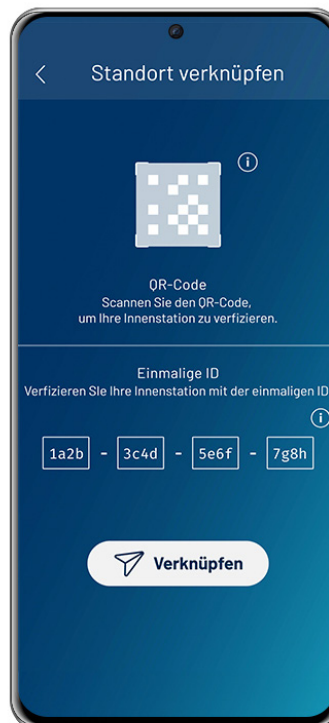 Standort verknüpfen
QR-Code
Scannen Sie den QR-Code,
um Ihre Innenstation zu verfizieren.
Einmalige ID
Verfizieren SIe Ihre Innenstation mit der einmaligen ID
1a2b - 3c4d - 5e6f - 7g8h
Verknüpfen